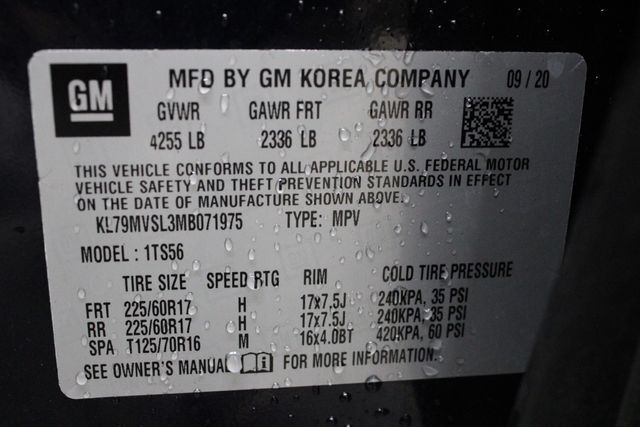 GM MFD BY GM KOREA COMPANY 09 / 20
GVWR GAWR FRT GAWR RR
4255 LB 2336 LB 2336 LB
THIS VEHICLE CONFORMS TO ALL APPLICABLE U.S. FEDERAL MOTOR
VEHICLE SAFETY AND THEFT PREVENTION STANDARDS IN EFFECT
ON THE DATE OF MANUFACTURE SHOWN ABOVE.
KL79MVSL3MB071975 TYPE: MPV
MODEL : 1TS56
TIRE SIZE SPEED RTG RIM COLD TIRE PRESSURE
FRT 225/60R17 H 17x7.5J 240KPA, 35 PSI
RR 225/60R17 H 17x7.5J 240KPA, 35 PSI
SPA T125/70R16 M 16x4.0BT 420KPA, 60 PSI
SEE OWNER'S MANUAL FOR MORE INFORMATION.